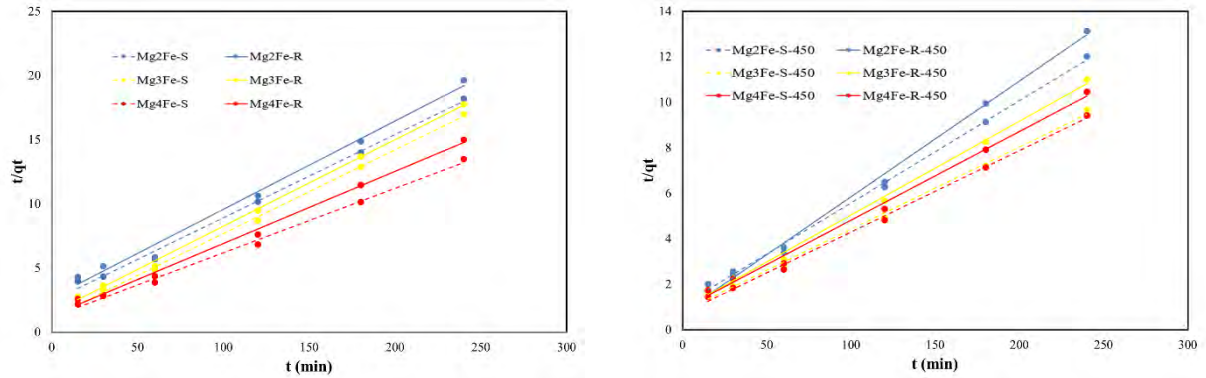 25
20
15
10
5
0
t/qt
Mg2Fe-S
Mg2Fe-R
Mg3Fe-S
Mg3Fe-R
Mg4Fe-S
Mg4Fe-R
0 50 100 150 200 250 300
t (min)
14
12
10
8
6
4
2
0
t/qt
Mg2Fe-S-450
Mg2Fe-R-450
Mg3Fe-S-450
Mg3Fe-R-450
Mg4Fe-S-450
Mg4Fe-R-450
0 50 100 150 200 250 300
t (min)